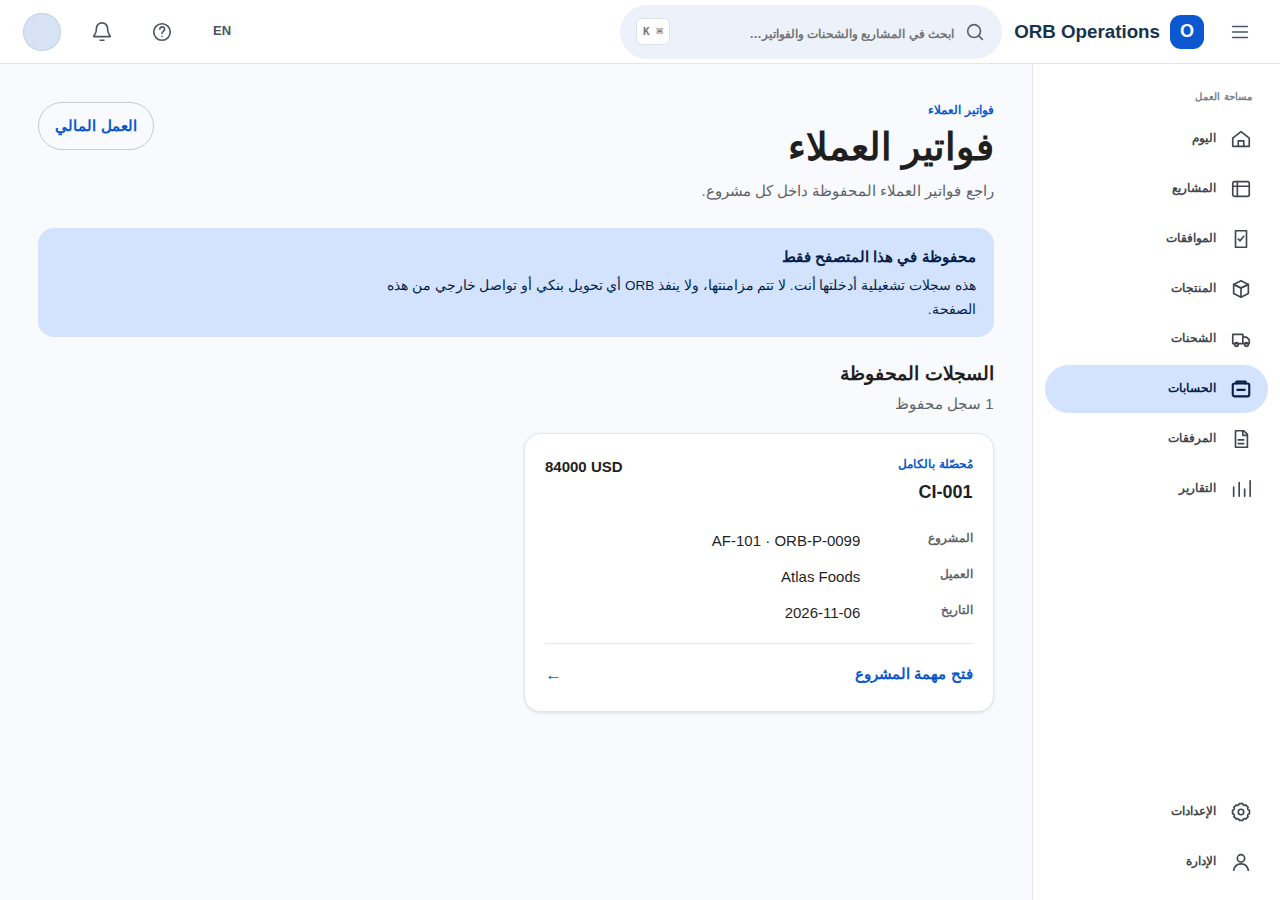 O
ORB Operations
ابحث في المشاريع والشحنات والفواتير...
⌘ K
EN
مساحة العمل
اليوم
المشاريع
الموافقات
المنتجات
الشحنات
الحسابات
المرفقات
التقارير
الإعدادات
الإدارة
فواتير العملاء
فواتير العملاء
راجع فواتير العملاء المحفوظة داخل كل مشروع.
العمل المالي
محفوظة في هذا المتصفح فقط
هذه سجلات تشغيلية أدخلتها أنت. لا تتم مزامنتها، ولا ينفذ ORB أي تحويل بنكي أو تواصل خارجي من هذه
الصفحة.
السجلات المحفوظة
1 سجل محفوظ
مُحصّلة بالكامل
84000 USD
CI-001
المشروع
AF-101 · ORB-P-0099
العميل
Atlas Foods
التاريخ
2026-11-06
فتح مهمة المشروع ←